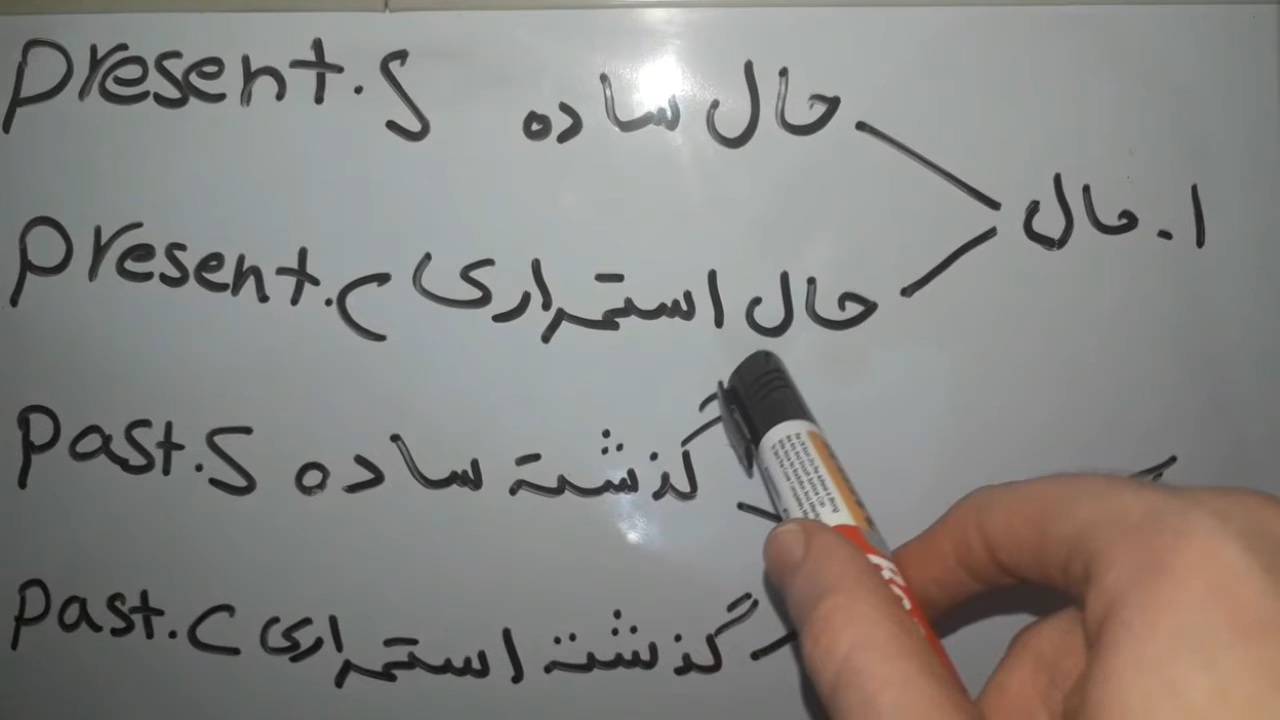 حال ساده Present.S
۱. حال
حال استمراری Present.C
گذشته ساده Past.S
گذشته استمراری Past.C